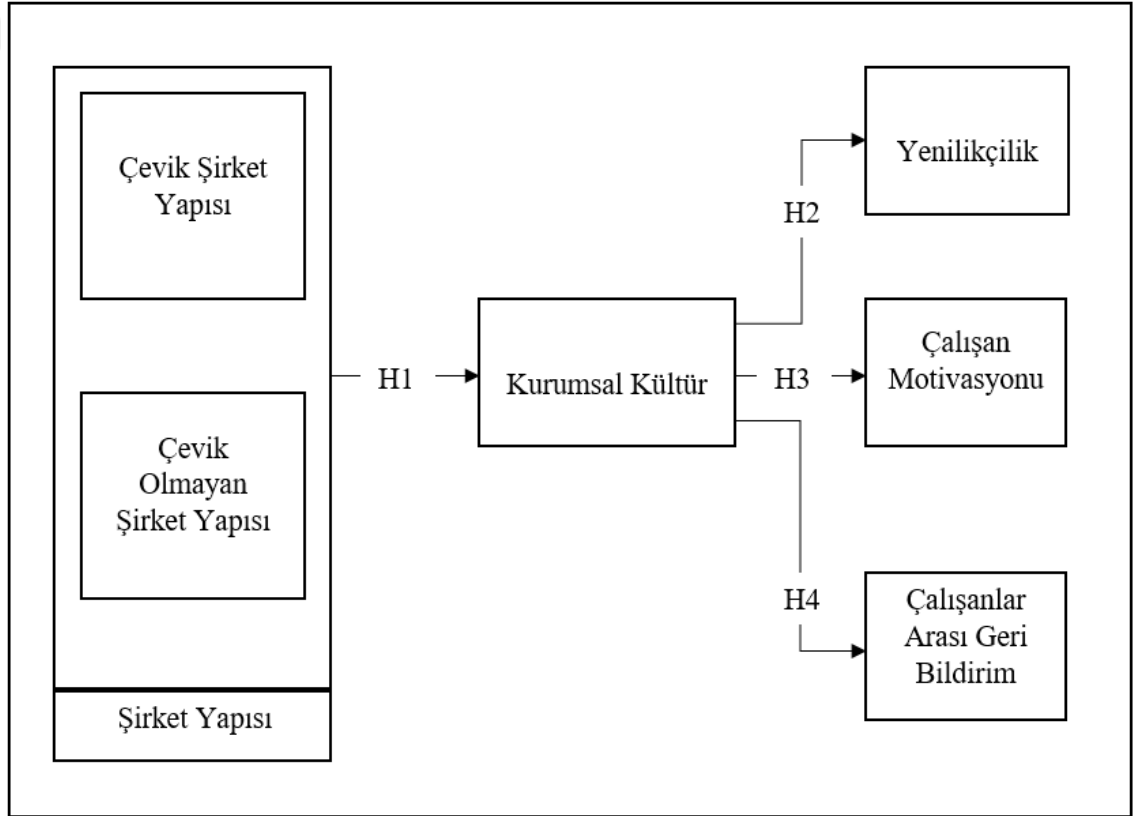 Çevik Şirket
Yapısı
Çevik
Olmayan
Şirket Yapısı
Şirket Yapısı
H1
Kurumsal Kültür
H2
H3
H4
Yenilikçilik
Çalışan
Motivasyonu
Çalışanlar
Arası Geri
Bildirim